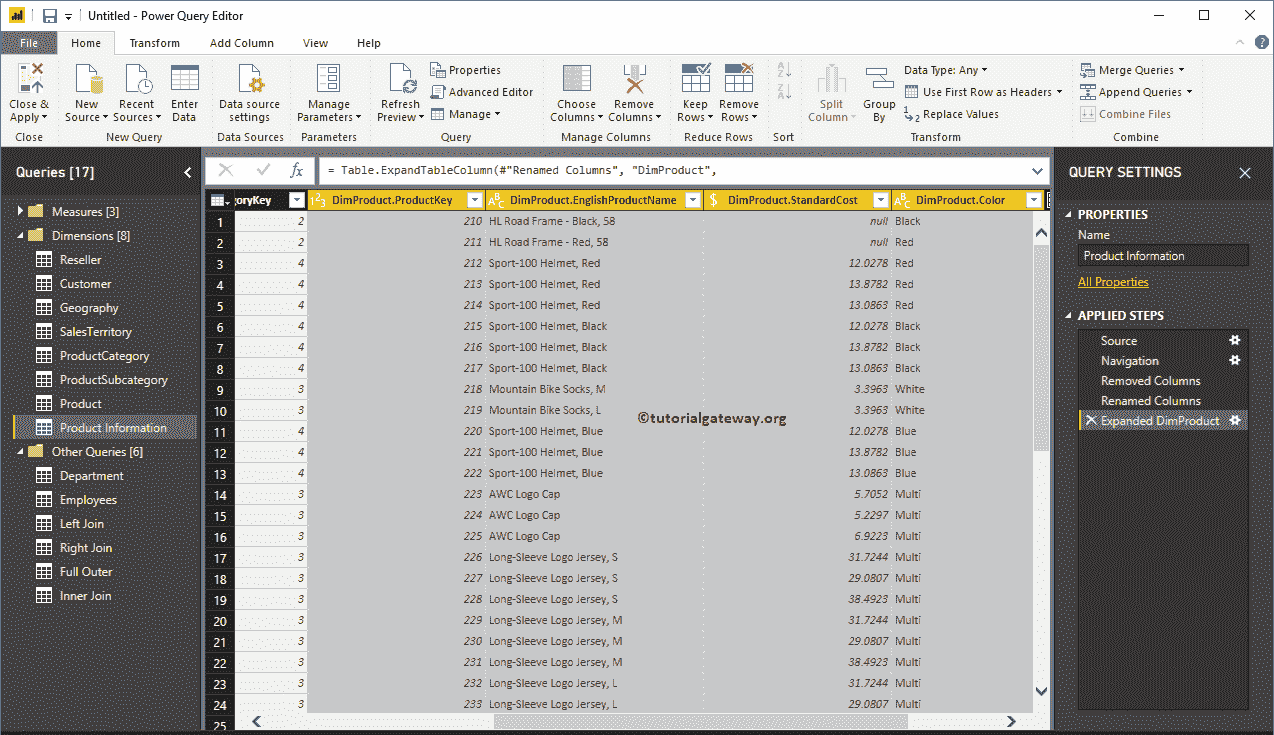 Untitled - Power Query Editor
File Home Transform Add Column View Help
Close & Apply
New Source
Recent Sources
Enter Data
Data source settings
Manage Parameters
Refresh Preview
Properties
Advanced Editor
Manage
Choose Columns
Remove Columns
Keep Rows
Remove Rows
Split Column
Group By
Data Type: Any
Use First Row as Headers
Replace Values
Merge Queries
Append Queries
Combine Files
Close New Query Data Sources Parameters Query Manage Columns Reduce Rows Sort Transform Combine
Queries [17]
Measures [3]
Dimensions [8]
Reseller
Customer
Geography
SalesTerritory
ProductCategory
ProductSubcategory
Product
Product Information
Other Queries [6]
Department
Employees
Left Join
Right Join
Full Outer
Inner Join
fx = Table.ExpandTableColumn(#"Renamed Columns", "DimProduct",
goryKey 123 DimProduct.ProductKey ABC DimProduct.EnglishProductName $ DimProduct.StandardCost ABC DimProduct.Color
1 2 210 HL Road Frame - Black, 58 null Black
2 2 211 HL Road Frame - Red, 58 null Red
3 4 212 Sport-100 Helmet, Red 12.0278 Red
4 4 213 Sport-100 Helmet, Red 13.8782 Red
5 4 214 Sport-100 Helmet, Red 13.0863 Red
6 4 215 Sport-100 Helmet, Black 12.0278 Black
7 4 216 Sport-100 Helmet, Black 13.8782 Black
8 4 217 Sport-100 Helmet, Black 13.0863 Black
9 3 218 Mountain Bike Socks, M 3.3963 White
10 3 219 Mountain Bike Socks, L 3.3963 White
©tutorialgateway.org
11 4 220 Sport-100 Helmet, Blue 12.0278 Blue
12 4 221 Sport-100 Helmet, Blue 13.8782 Blue
13 4 222 Sport-100 Helmet, Blue 13.0863 Blue
14 3 223 AWC Logo Cap 5.7052 Multi
15 3 224 AWC Logo Cap 5.2297 Multi
16 3 225 AWC Logo Cap 6.9223 Multi
17 3 226 Long-Sleeve Logo Jersey, S 31.7244 Multi
18 3 227 Long-Sleeve Logo Jersey, S 29.0807 Multi
19 3 228 Long-Sleeve Logo Jersey, S 38.4923 Multi
20 3 229 Long-Sleeve Logo Jersey, M 31.7244 Multi
21 3 230 Long-Sleeve Logo Jersey, M 29.0807 Multi
22 3 231 Long-Sleeve Logo Jersey, M 38.4923 Multi
23 3 232 Long-Sleeve Logo Jersey, L 31.7244 Multi
24 3 233 Long-Sleeve Logo Jersey, L 29.0807 Multi
25
QUERY SETTINGS
PROPERTIES
Name
Product Information
All Properties
APPLIED STEPS
Source
Navigation
Removed Columns
Renamed Columns
Expanded DimProduct